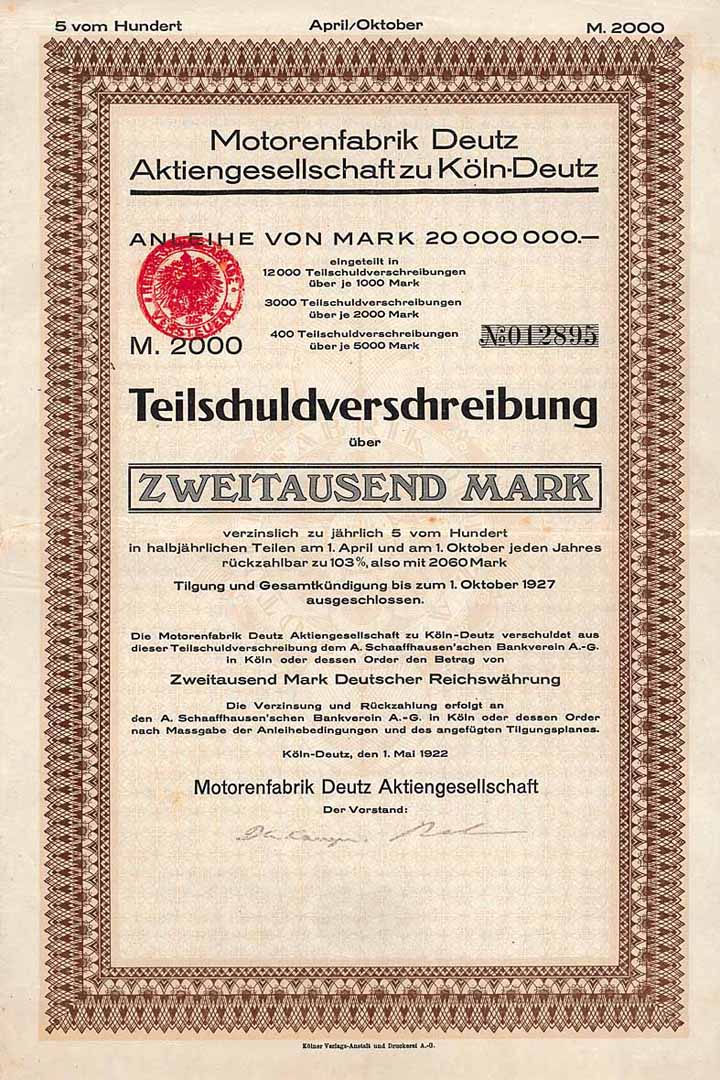 5 vom Hundert April/Oktober M. 2000
Motorenfabrik Deutz
Aktiengesellschaft zu Köln-Deutz
ANLEIHE VON MARK 20 000 000.—
eingeteilt in
12 000 Teilschuldverschreibungen
über je 1000 Mark
3000 Teilschuldverschreibungen
über je 2000 Mark
400 Teilschuldverschreibungen
über je 5000 Mark
M. 2000
№ 012895
Teilschuldverschreibung
über
ZWEITAUSEND MARK
verzinslich zu jährlich 5 vom Hundert
in halbjährlichen Teilen am 1. April und am 1. Oktober jeden Jahres
rückzahlbar zu 103%, also mit 2060 Mark
Tilgung und Gesamtkündigung bis zum 1. Oktober 1927
ausgeschlossen.
Die Motorenfabrik Deutz Aktiengesellschaft zu Köln-Deutz verschuldet aus
dieser Teilschuldverschreibung dem A. Schaaffhausen'schen Bankverein A.-G.
in Köln oder dessen Order den Betrag von
Zweitausend Mark Deutscher Reichswährung
Die Verzinsung und Rückzahlung erfolgt an
den A. Schaaffhausen'schen Bankverein A.-G. in Köln oder dessen Order
nach Massgabe der Anleihebedingungen und des angefügten Tilgungsplanes.
Köln-Deutz, den 1. Mai 1922
Motorenfabrik Deutz Aktiengesellschaft
Der Vorstand:
Kölner Verlags-Anstalt und Druckerei A.-G.